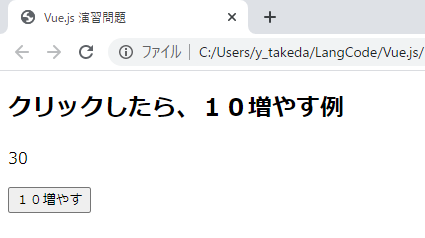 Vue.js 演習問題
ファイル
C:/Users/y_takeda/LangCode/Vue.js/
クリックしたら、１０増やす例
30
１０増やす